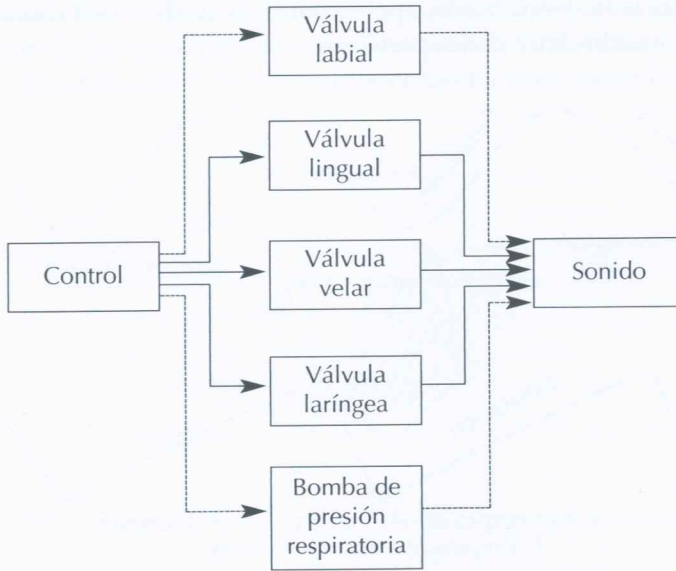 Válvula
labial
Válvula
lingual
Control
Válvula
velar
Sonido
Válvula
laríngea
Bomba de
presión
respiratoria